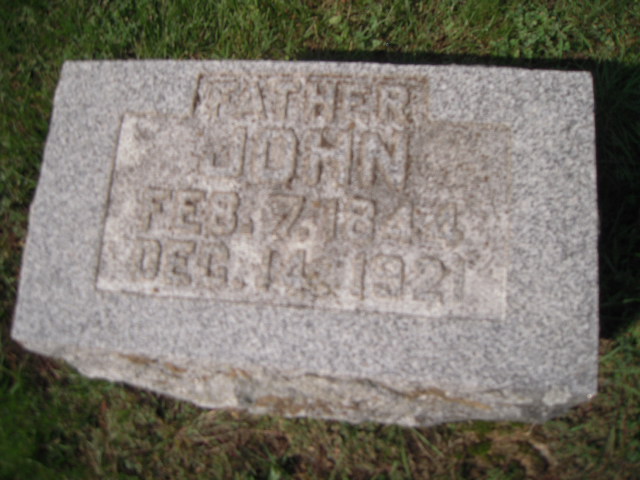 FATHER
JOHN
FEB. 7,
DEC. 14, 1921